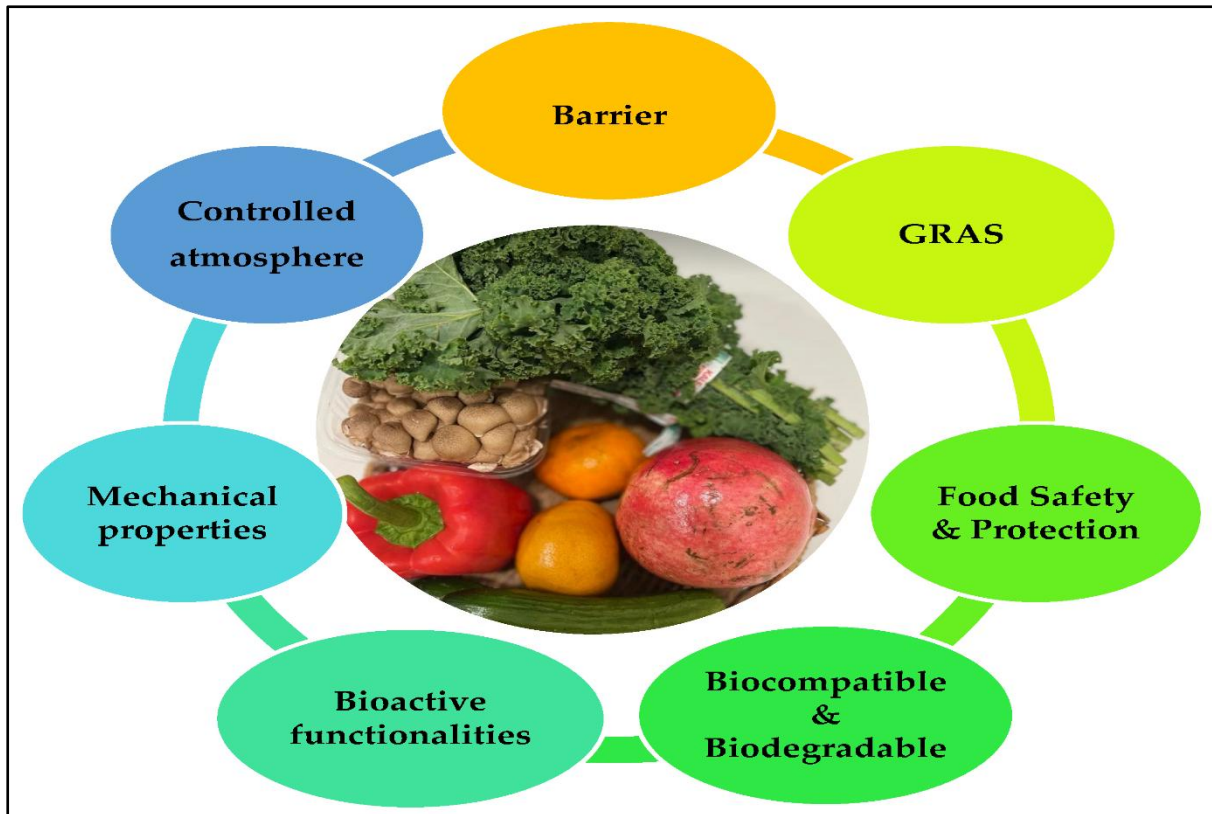 Barrier
GRAS
Food Safety
& Protection
Biocompatible
&
Biodegradable
Bioactive
functionalities
Mechanical
properties
Controlled
atmosphere